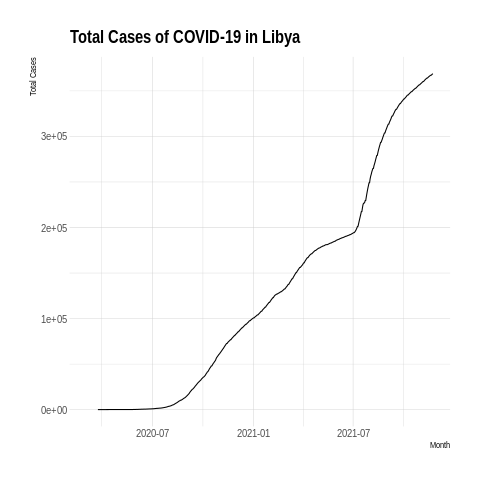 Total Cases of COVID-19 in Libya
Total Cases
3e+05
2e+05
1e+05
0e+00
2020-07 2021-01 2021-07
Month